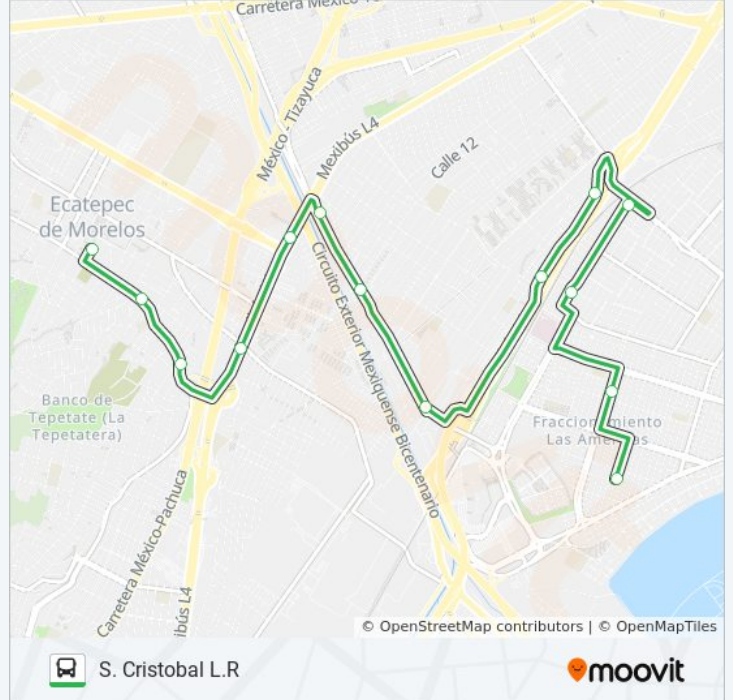 Carretera México
México - Tizayuca
Mexibús L4
Calle 12
Ecatepec
de Morelos
Circuito Exterior Mexiquense Bicentenario
Banco de
Tepetate (La
Tepetatera)
Fraccionamiento
Las Américas
Carretera México-Pachuca
ibús L4
© OpenStreetMap contributors | © OpenMapTiles
S. Cristobal L.R
moovit